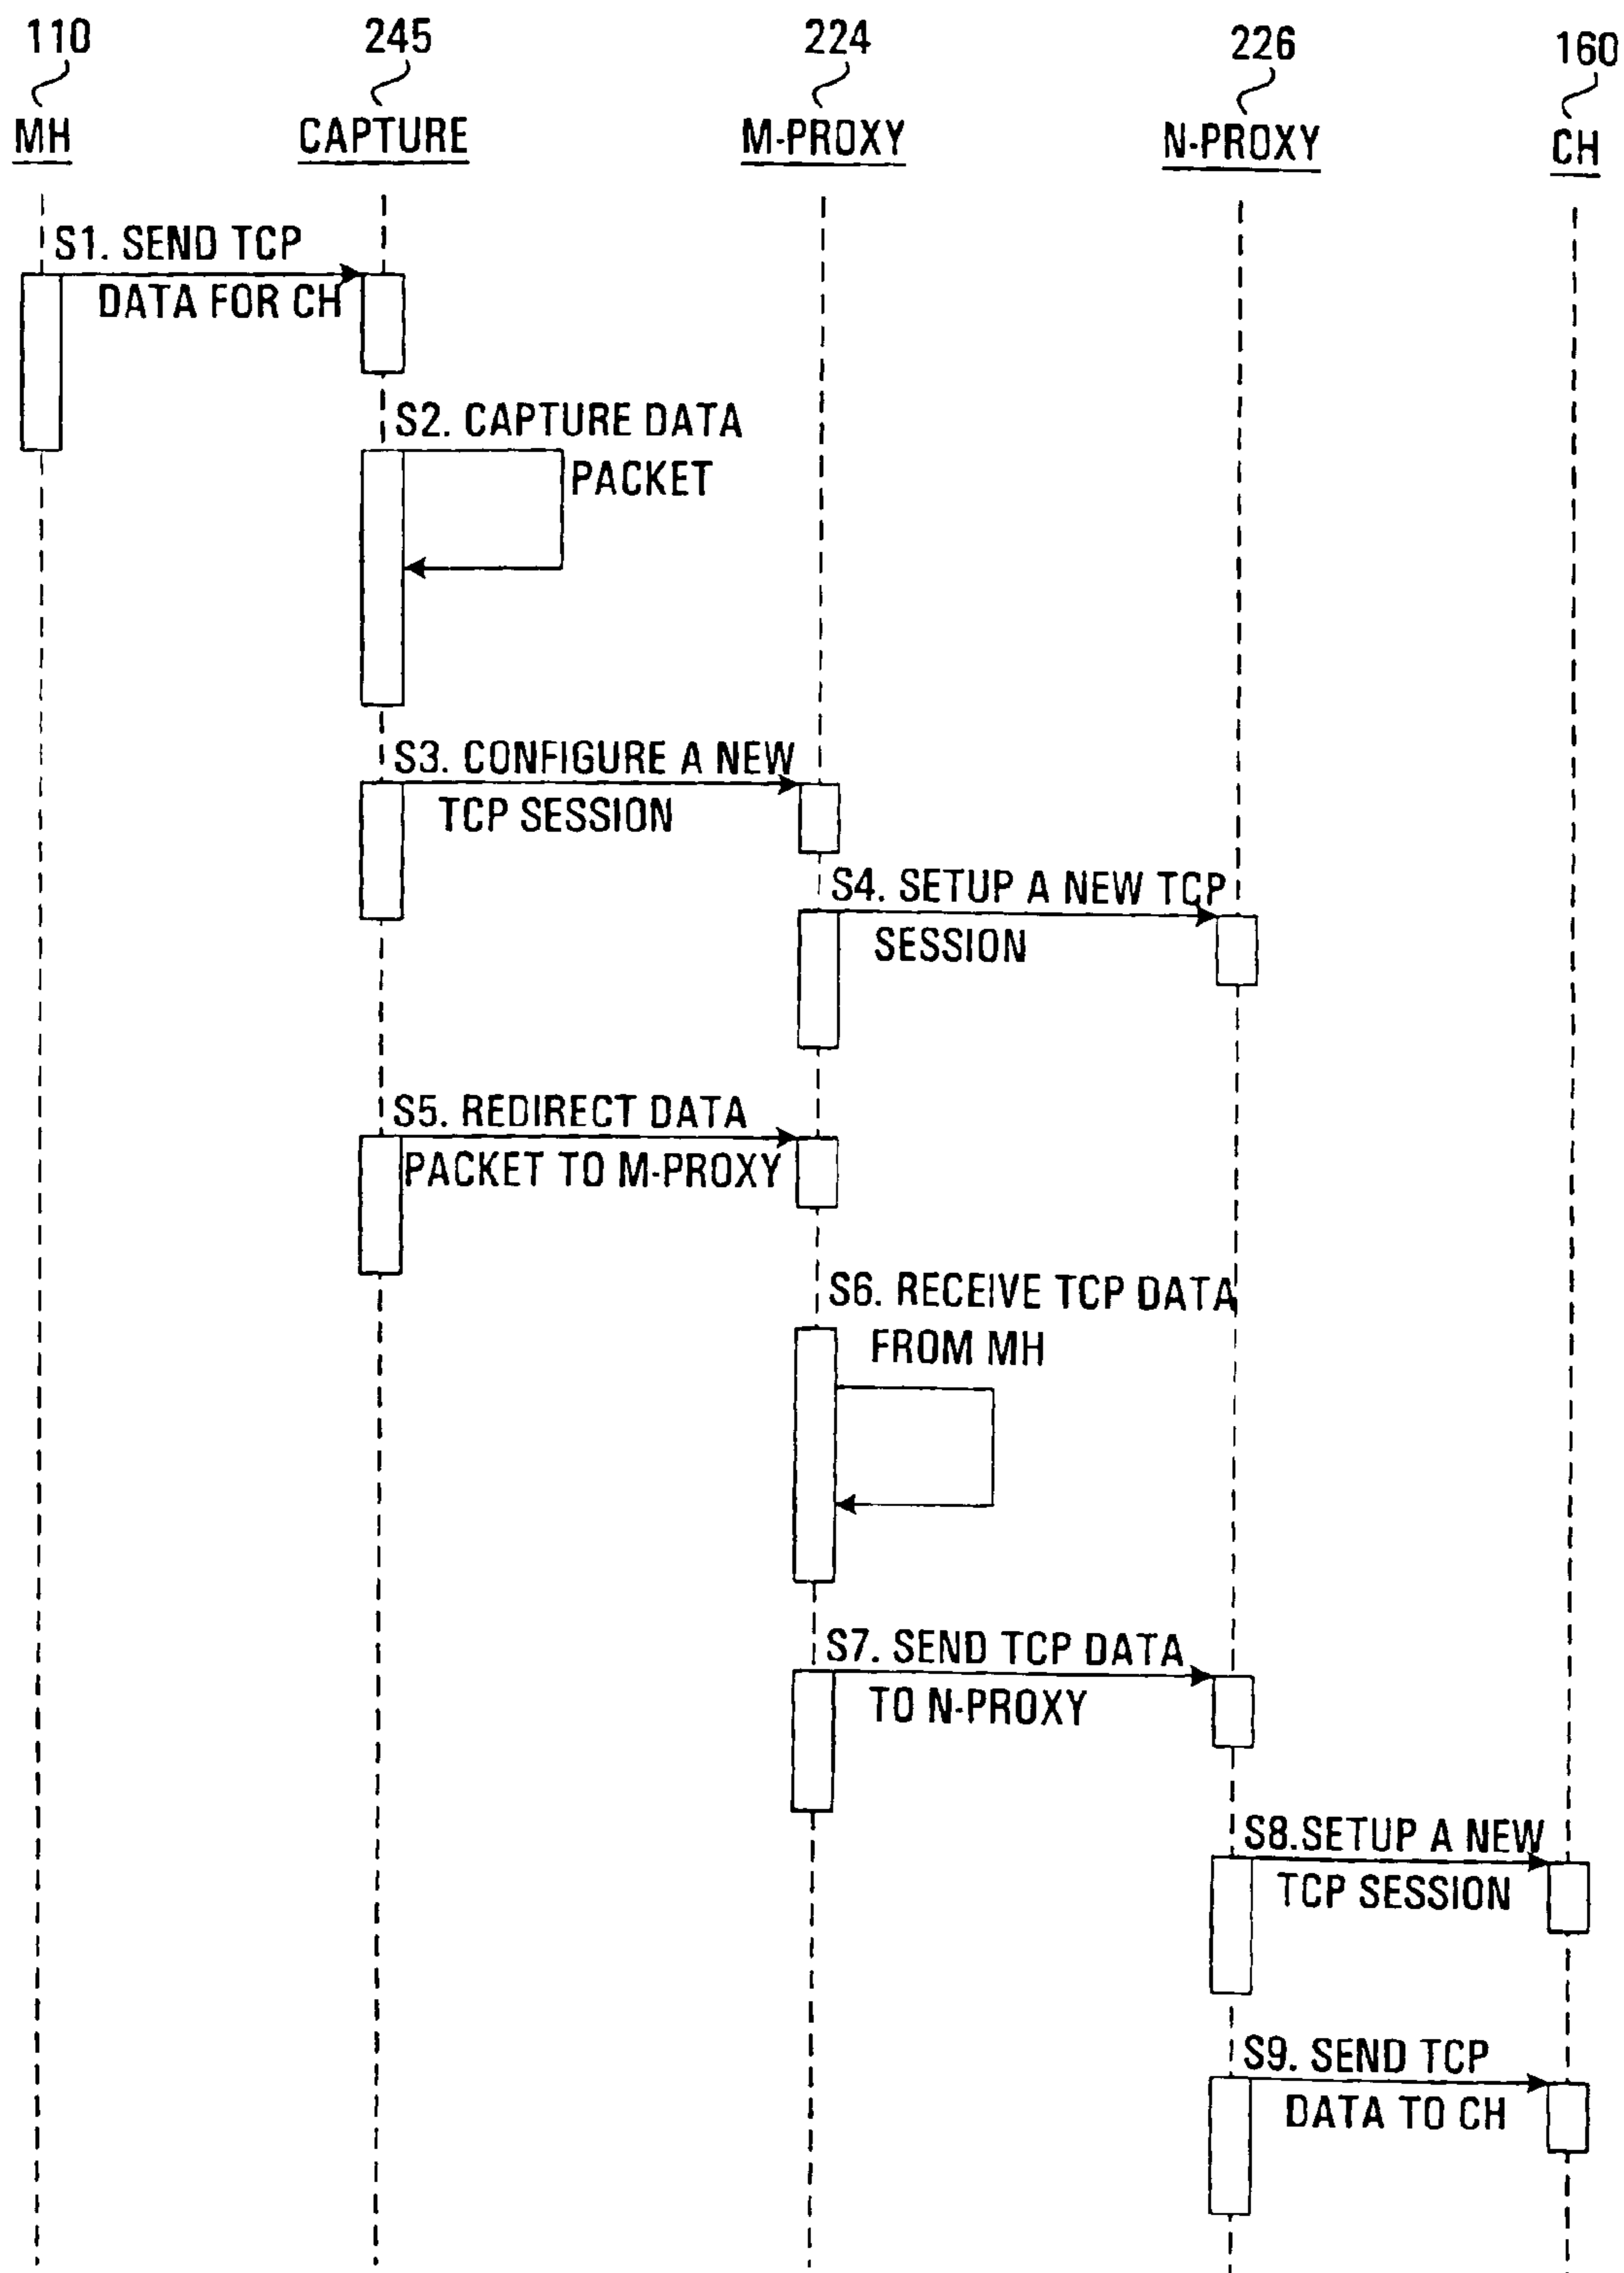 110
245
224
226
160
MH
CAPTURE
M-PROXY
N-PROXY
CH
S1. SEND TCP
DATA FOR CH
S2. CAPTURE DATA
PACKET
S3. CONFIGURE A NEW
TCP SESSION
S4. SETUP A NEW TCP
SESSION
S5. REDIRECT DATA
PACKET TO M-PROXY
S6. RECEIVE TCP DATA
FROM MH
S7. SEND TCP DATA
TO N-PROXY
S8.SETUP A NEW
TCP SESSION
S9. SEND TCP
DATA TO CH